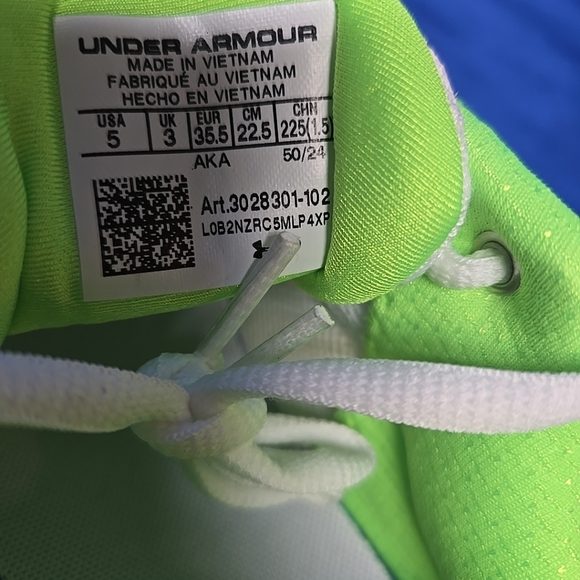 UNDER ARMOUR
MADE IN VIETNAM
FABRIQUÉ AU VIETNAM
HECHO EN VIETNAM
USA UK EUR CM CHN
5 3 35.5 22.5 225(1.5)
AKA 50/24
Art.3028301-102
L0B2NZRC5MLP4XP